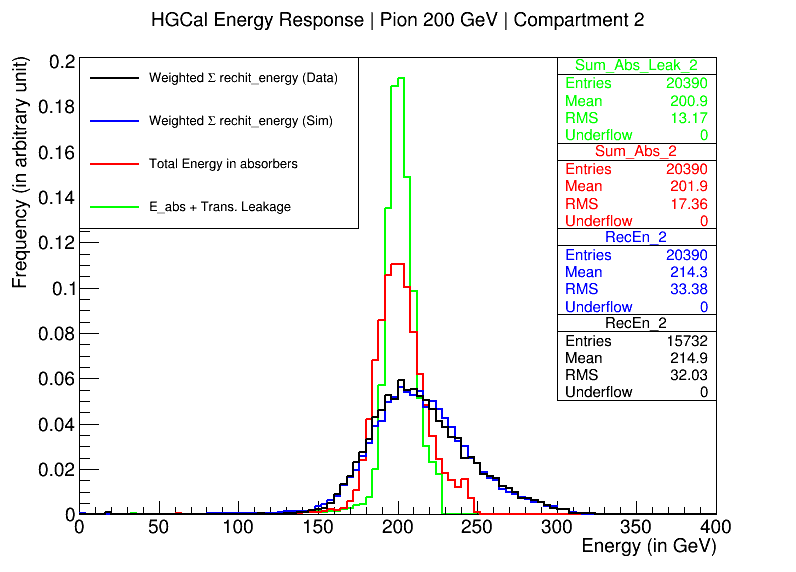 HGCal Energy Response | Pion 200 GeV | Compartment 2
Frequency (in arbitrary unit)
0.2
0.18
0.16
0.14
0.12
0.1
0.08
0.06
0.04
0.02
0
Weighted Σ rechit_energy (Data)
Weighted Σ rechit_energy (Sim)
Total Energy in absorbers
E_abs + Trans. Leakage
Sum_Abs_Leak_2
Entries 20390
Mean 200.9
RMS 13.17
Underflow 0
Sum_Abs_2
Entries 20390
Mean 201.9
RMS 17.36
Underflow 0
RecEn_2
Entries 20390
Mean 214.3
RMS 33.38
Underflow 0
RecEn_2
Entries 15732
Mean 214.9
RMS 32.03
Underflow 0
0 50 100 150 200 250 300 350 400
Energy (in GeV)